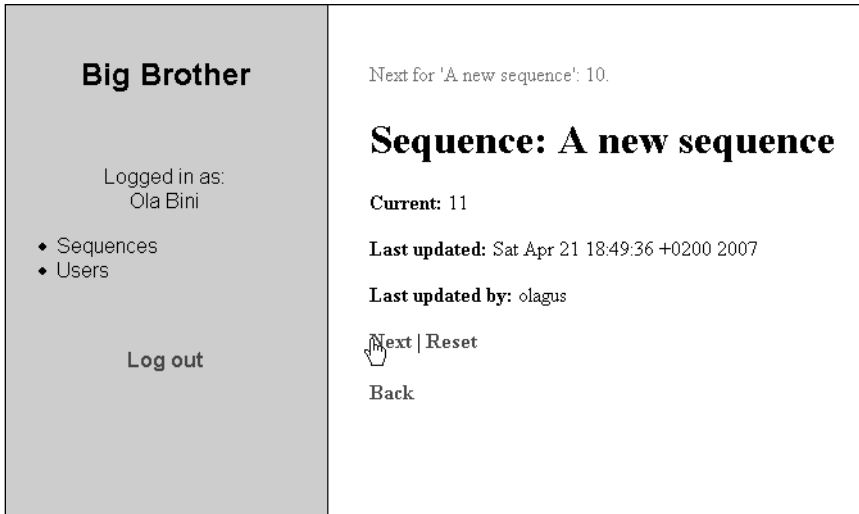 Big Brother
Logged in as:
Ola Bini
• Sequences
• Users
Log out
Next for 'A new sequence': 10.
Sequence: A new sequence
Current: 11
Last updated: Sat Apr 21 18:49:36 +0200 2007
Last updated by: olagus
Next | Reset
Back